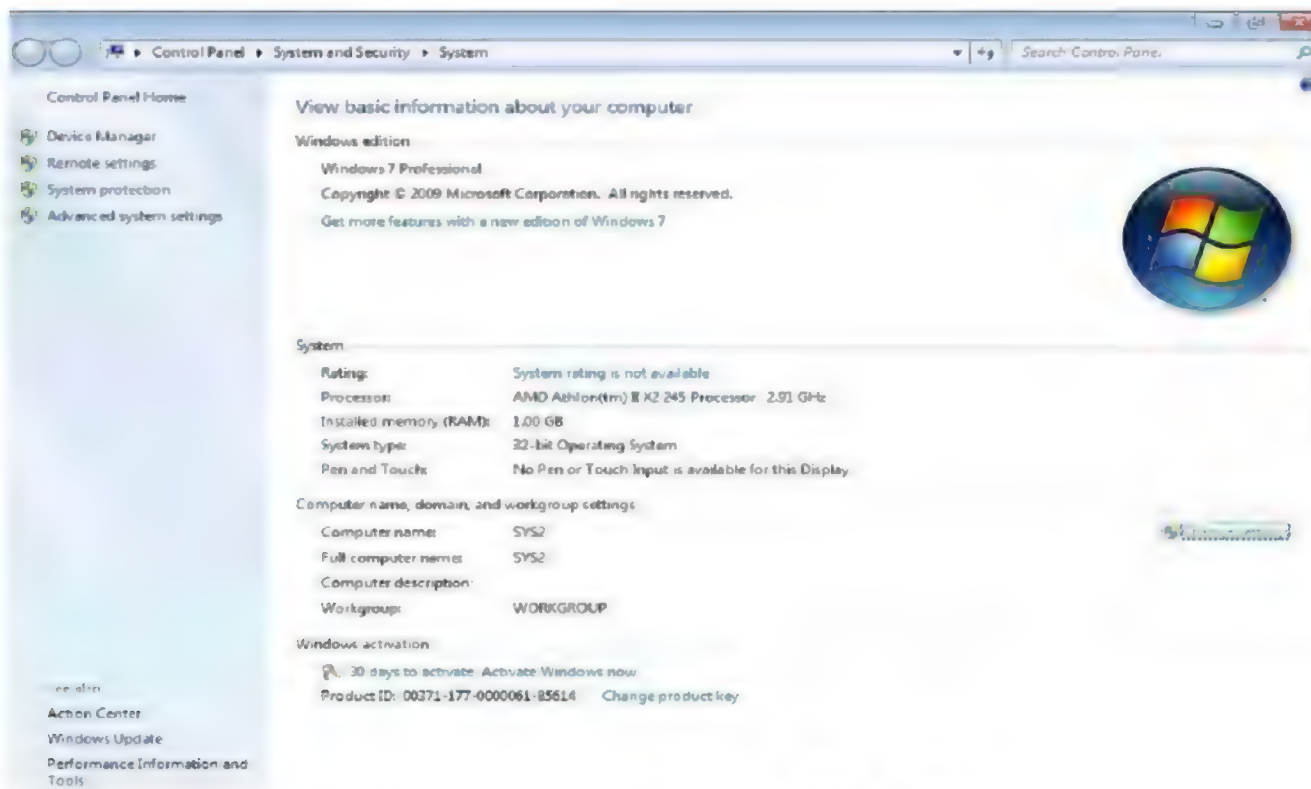 Control Panel ▸ System and Security ▸ System
Search Control Pane.
Control Panel Home
Device Manager
Remote settings
System protection
Advanced system settings
View basic information about your computer
Windows edition
Windows 7 Professional
Copyright © 2009 Microsoft Corporation. All rights reserved.
Get more features with a new edition of Windows 7
System
Rating: System rating is not available
Processor: AMD Athlon(tm) II X2 245 Processor 2.91 GHz
Installed memory (RAM): 1.00 GB
System type: 32-bit Operating System
Pen and Touch: No Pen or Touch Input is available for this Display
Computer name, domain, and workgroup settings
Computer name: SYS2
Full computer name: SYS2
Computer description:
Workgroup: WORKGROUP
Windows activation
30 days to activate. Activate Windows now
Product ID: 00371-177-0000061-85614 Change product key
See also
Action Center
Windows Update
Performance Information and
Tools